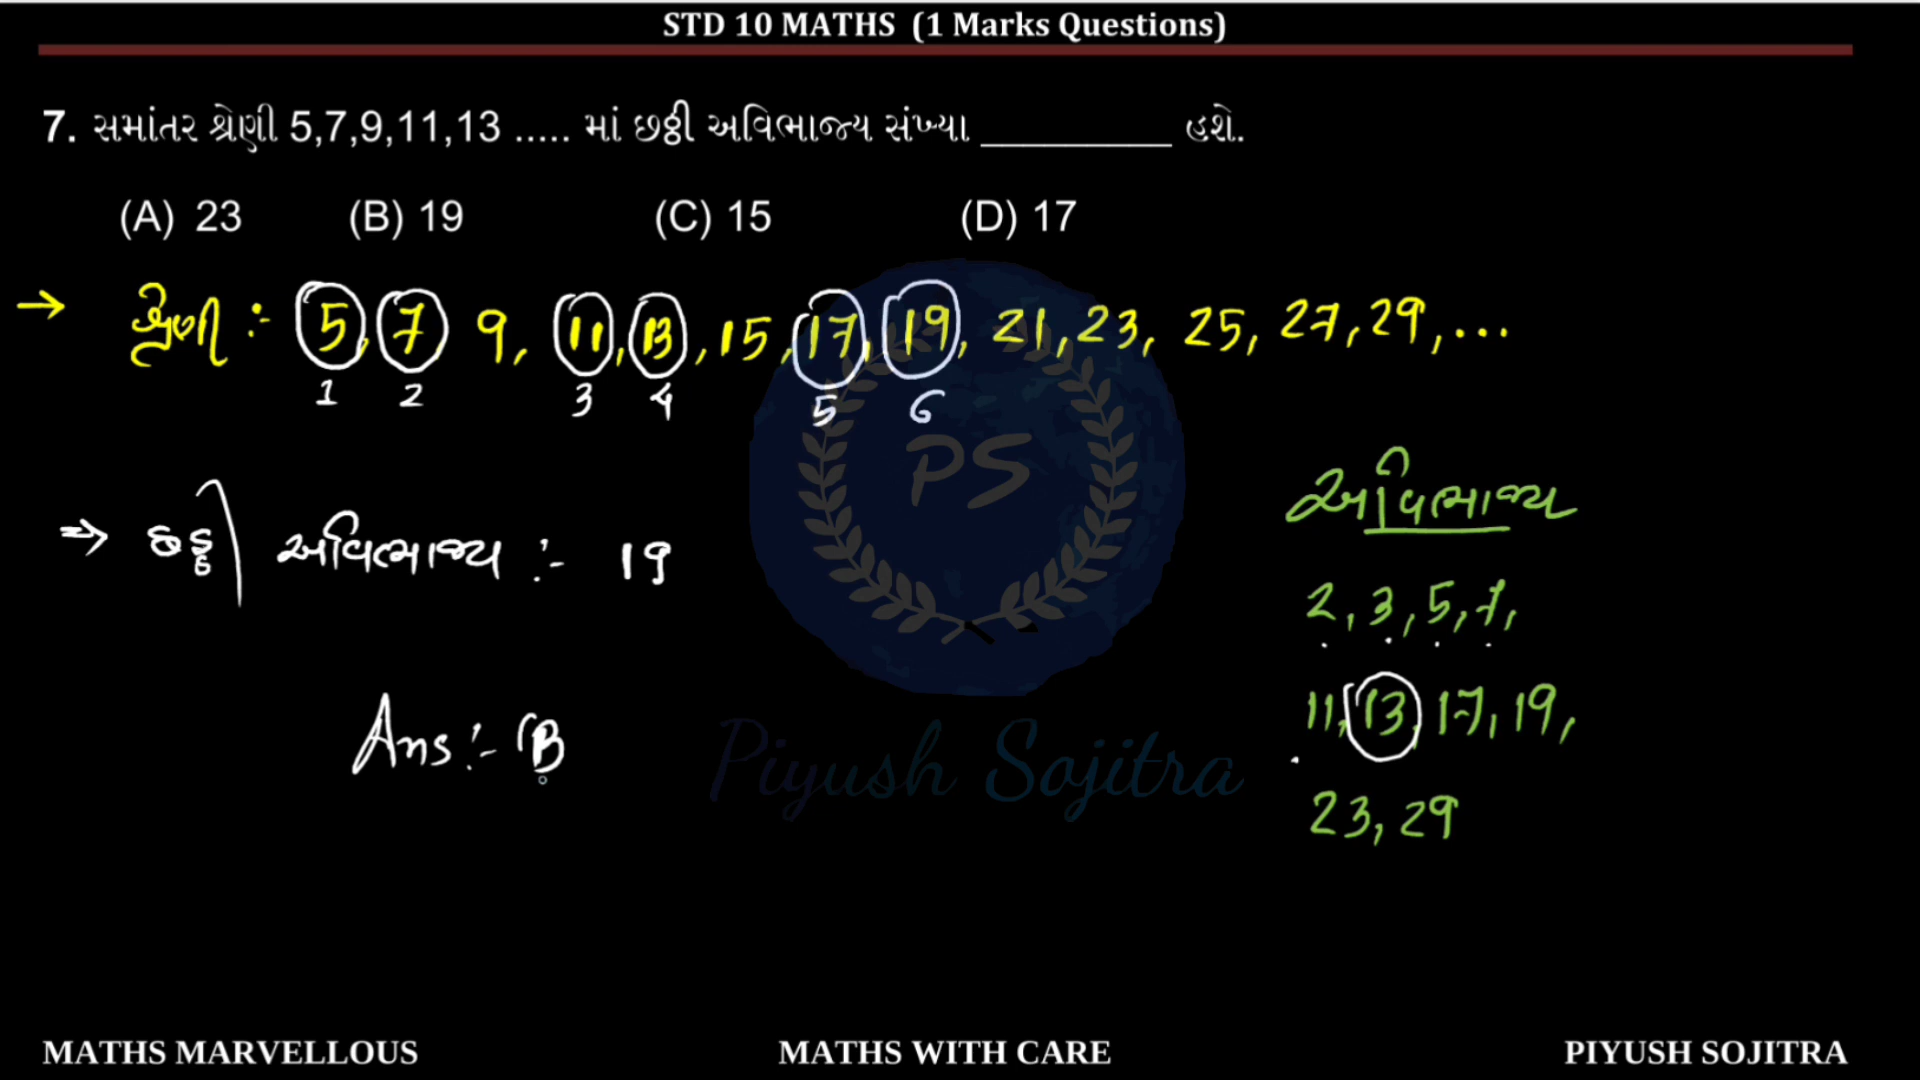 STD 10 MATHS (1 Marks Questions)
7. સમાંતર શ્રેણી 5,7,9,11,13 ..... માં છઠ્ઠી અવિભાજ્ય સંખ્યા _________ હશે.
(A) 23 (B) 19 (C) 15 (D) 17
→ શ્રેણી :- 5, 7 9, 11, 13, 15, 17, 19, 21, 23, 25, 27, 29, ...
1 2 3 4 5 6
PS
અવિભાજ્ય
⇒ છઠ્ઠી અવિભાજ્ય :- 19
2, 3, 5, 7,
11, 13, 17, 19,
Ans :- (B
Piyush Sojitra
23, 29
MATHS MARVELLOUS MATHS WITH CARE PIYUSH SOJITRA